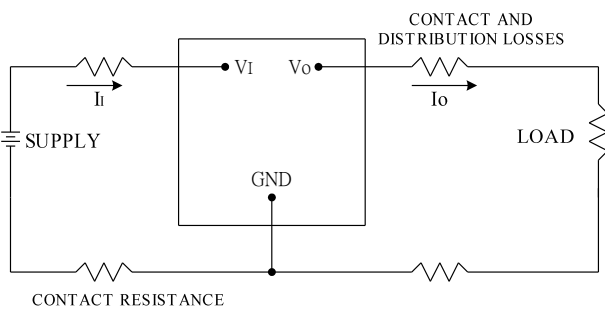 CONTACT AND
DISTRIBUTION LOSSES
VI
VO
II
IO
SUPPLY
LOAD
GND
CONTACT RESISTANCE